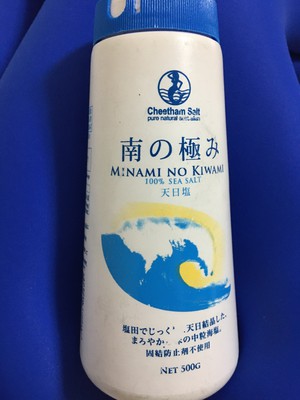 Cheetham Salt
pure natural
南の極み
MINAMI NO KIWAMI
100% SEA SALT
天日塩
塩田でじっく 天日結晶した、
まろやか の中粒海塩。
固結防止剤不使用
NET 500G